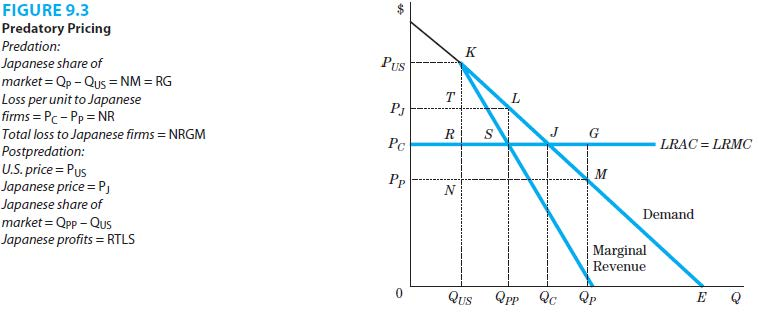 FIGURE 9.3
Predatory Pricing
Predation:
Japanese share of
market = QP – QUS = NM = RG
Loss per unit to Japanese
firms = PC – PP = NR
Total loss to Japanese firms = NRGM
Postpredation:
U.S. price = PUS
Japanese price = PJ
Japanese share of
market = QPP – QUS
Japanese profits = RTLS
$
K
PUS
T
L
PJ
R
S
J
G
PC
LRAC = LRMC
M
PP
N
Demand
Marginal
Revenue
0
QUS
QPP
QC
QP
E
Q